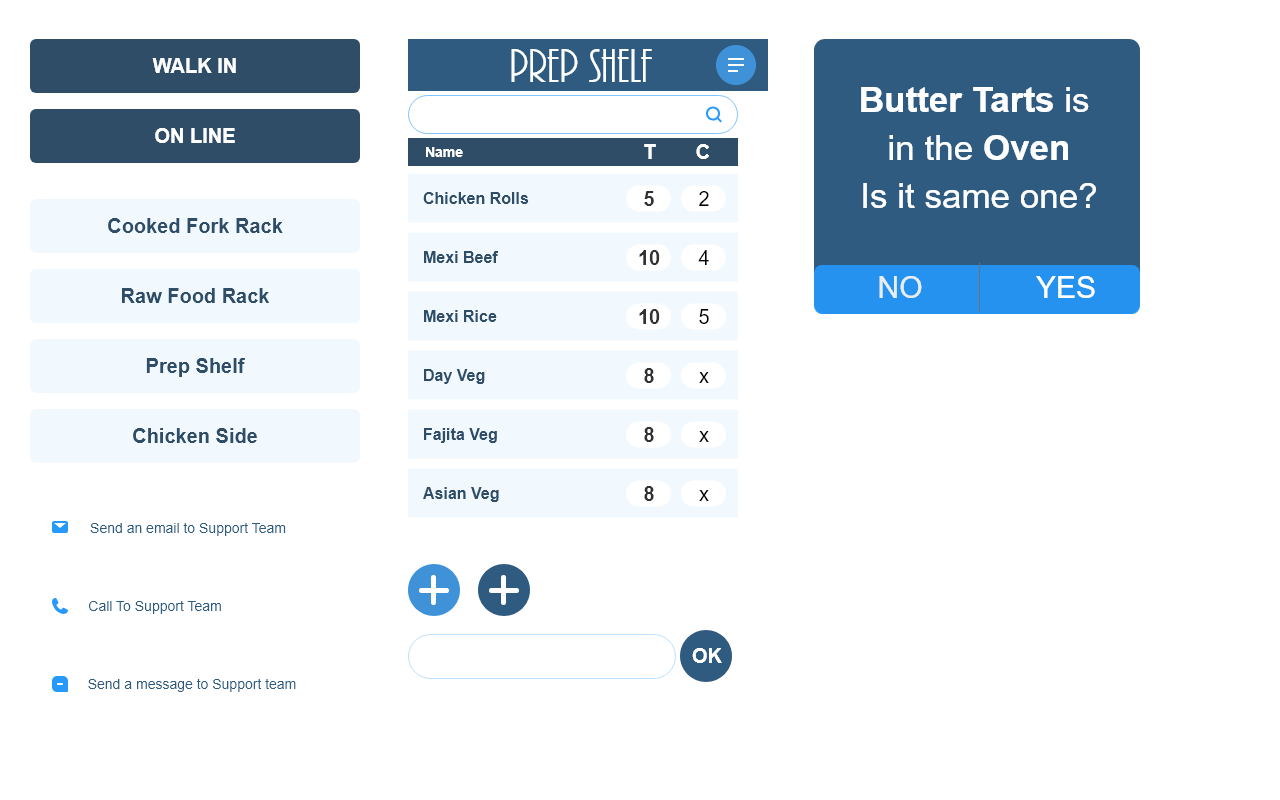 WALK IN
ON LINE
Cooked Fork Rack
Raw Food Rack
Prep Shelf
Chicken Side
Send an email to Support Team
Call To Support Team
Send a message to Support team
PREP SHELF
Name T C
Chicken Rolls 5 2
Mexi Beef 10 4
Mexi Rice 10 5
Day Veg 8 x
Fajita Veg 8 x
Asian Veg 8 x
OK
Butter Tarts is
in the Oven
Is it same one?
NO YES